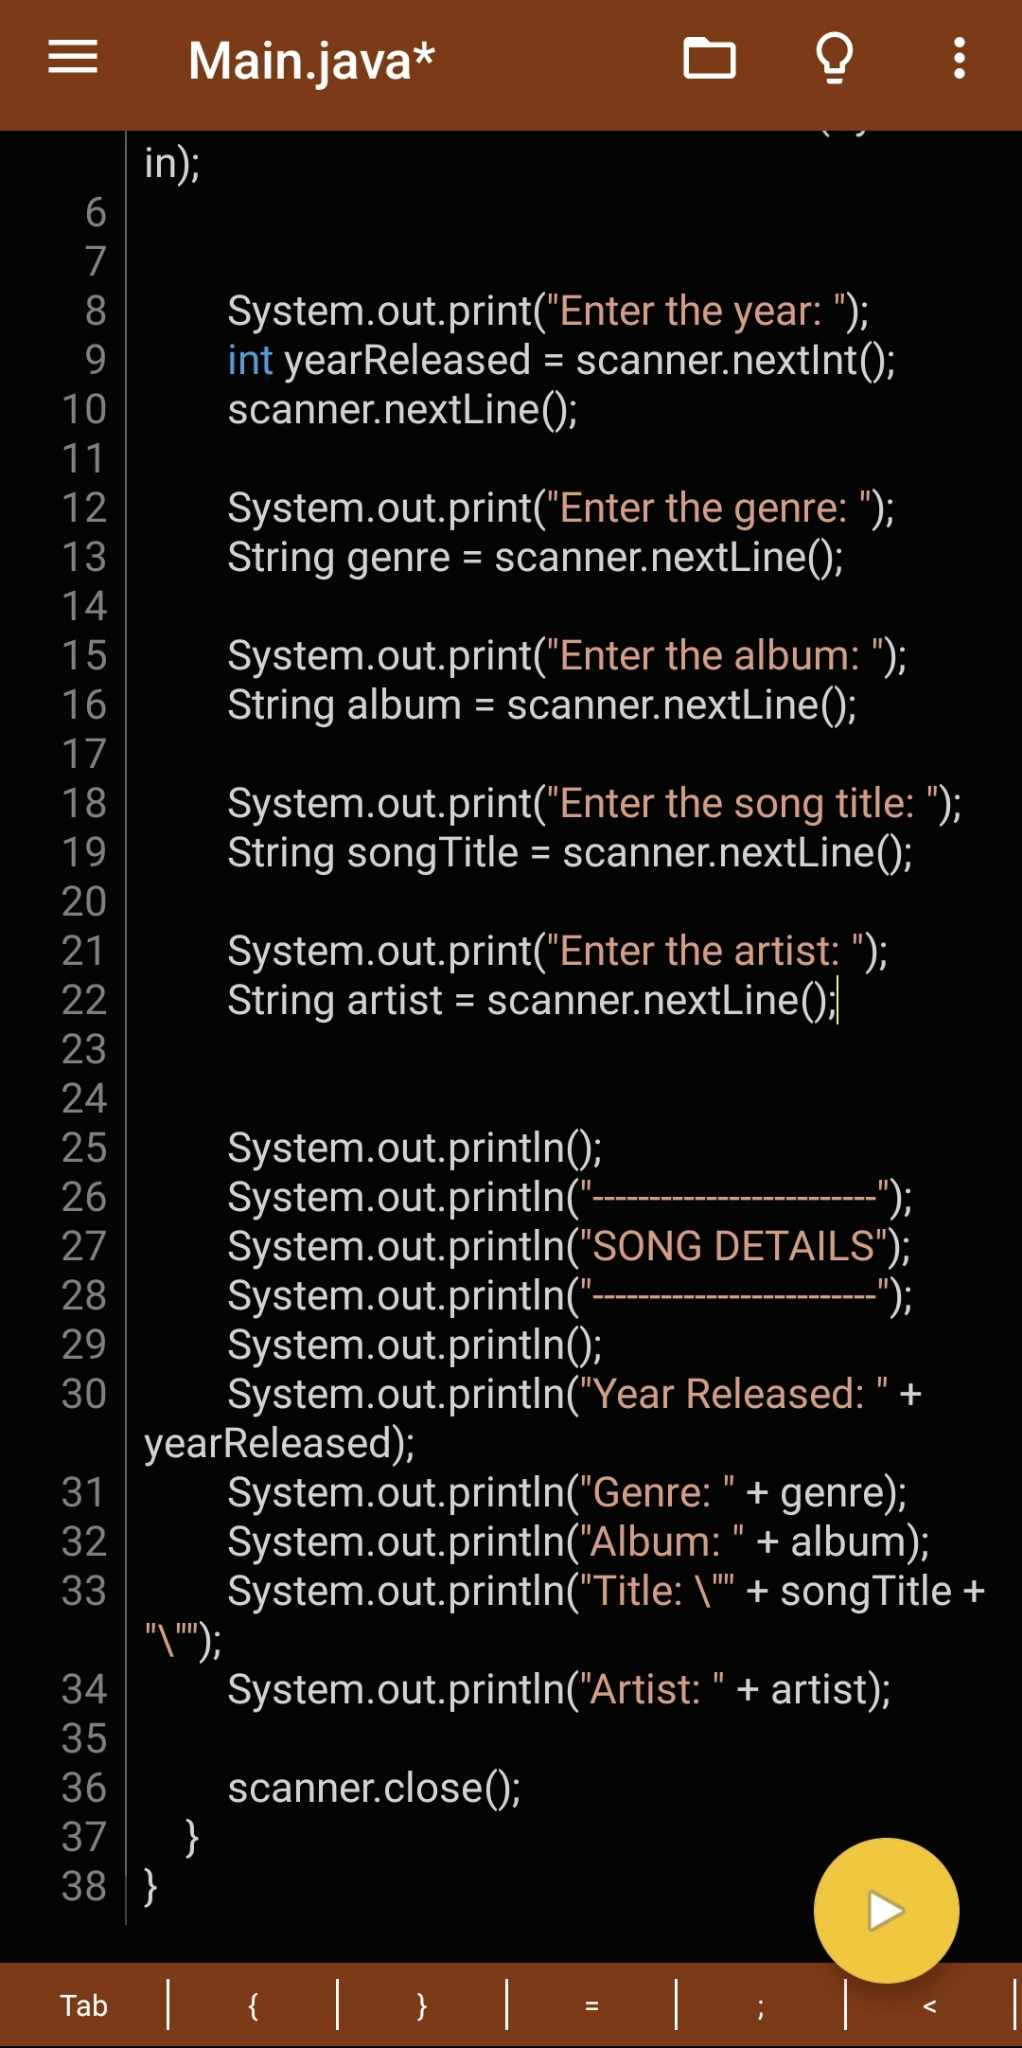 Main.java*
in);
6
7
8 System.out.print("Enter the year: ");
9 int yearReleased = scanner.nextInt();
10 scanner.nextLine();
11
12 System.out.print("Enter the genre: ");
13 String genre = scanner.nextLine();
14
15 System.out.print("Enter the album: ");
16 String album = scanner.nextLine();
17
18 System.out.print("Enter the song title: ");
19 String songTitle = scanner.nextLine();
20
21 System.out.print("Enter the artist: ");
22 String artist = scanner.nextLine();
23
24
25 System.out.println();
26 System.out.println("-------------------------");
27 System.out.println("SONG DETAILS");
28 System.out.println("-------------------------");
29 System.out.println();
30 System.out.println("Year Released: " +
yearReleased);
31 System.out.println("Genre: " + genre);
32 System.out.println("Album: " + album);
33 System.out.println("Title: \"" + songTitle +
"\"");
34 System.out.println("Artist: " + artist);
35
36 scanner.close();
37 }
38 }
Tab { } = ; <